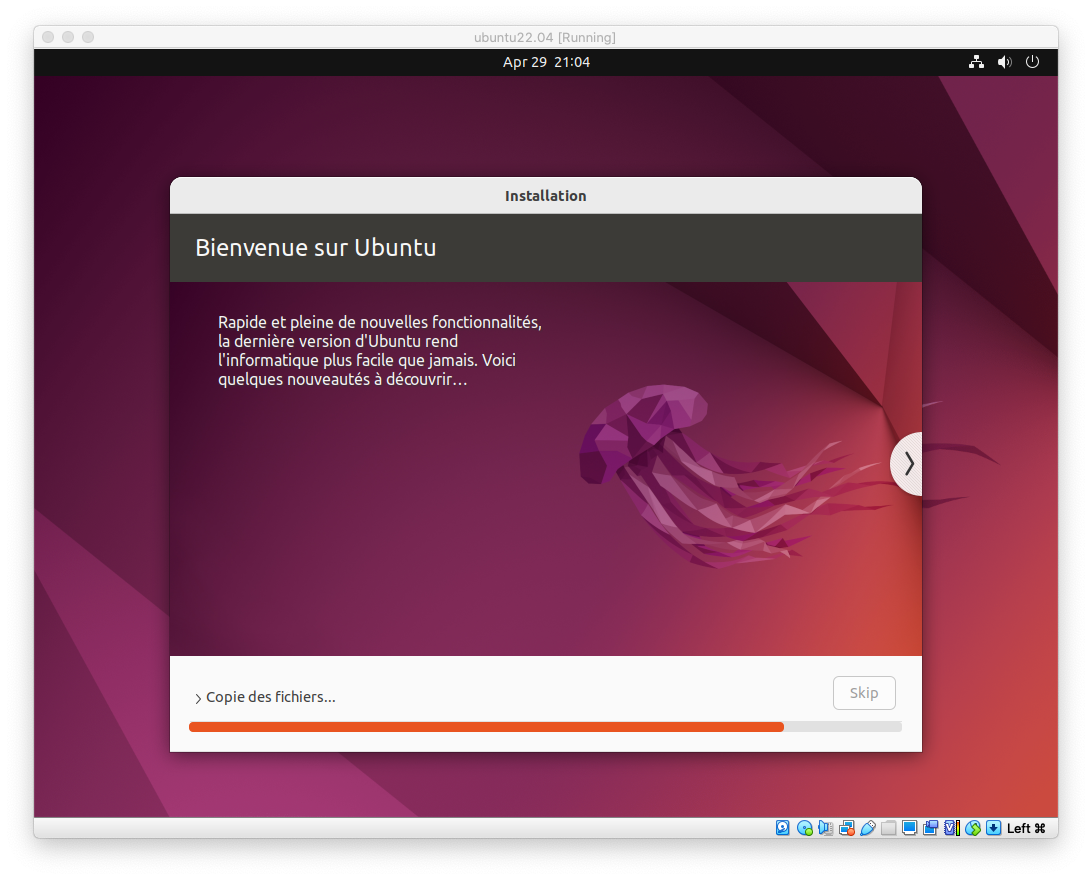 ubuntu22.04 [Running]
Apr 29 21:04
Installation
Bienvenue sur Ubuntu
Rapide et pleine de nouvelles fonctionnalités,
la dernière version d'Ubuntu rend
l'informatique plus facile que jamais. Voici
quelques nouveautés à découvrir…
Copie des fichiers...
Skip
Left ⌘